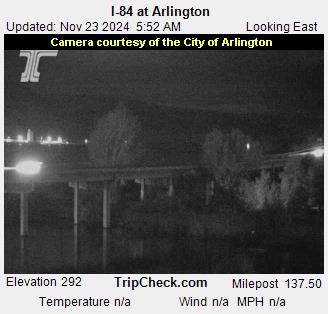 I-84 at Arlington
Updated: Nov 23 2024 5:52 AM Looking East
Camera courtesy of the City of Arlington
Elevation 292 TripCheck.com Milepost 137.50
Temperature n/a Wind n/a MPH n/a